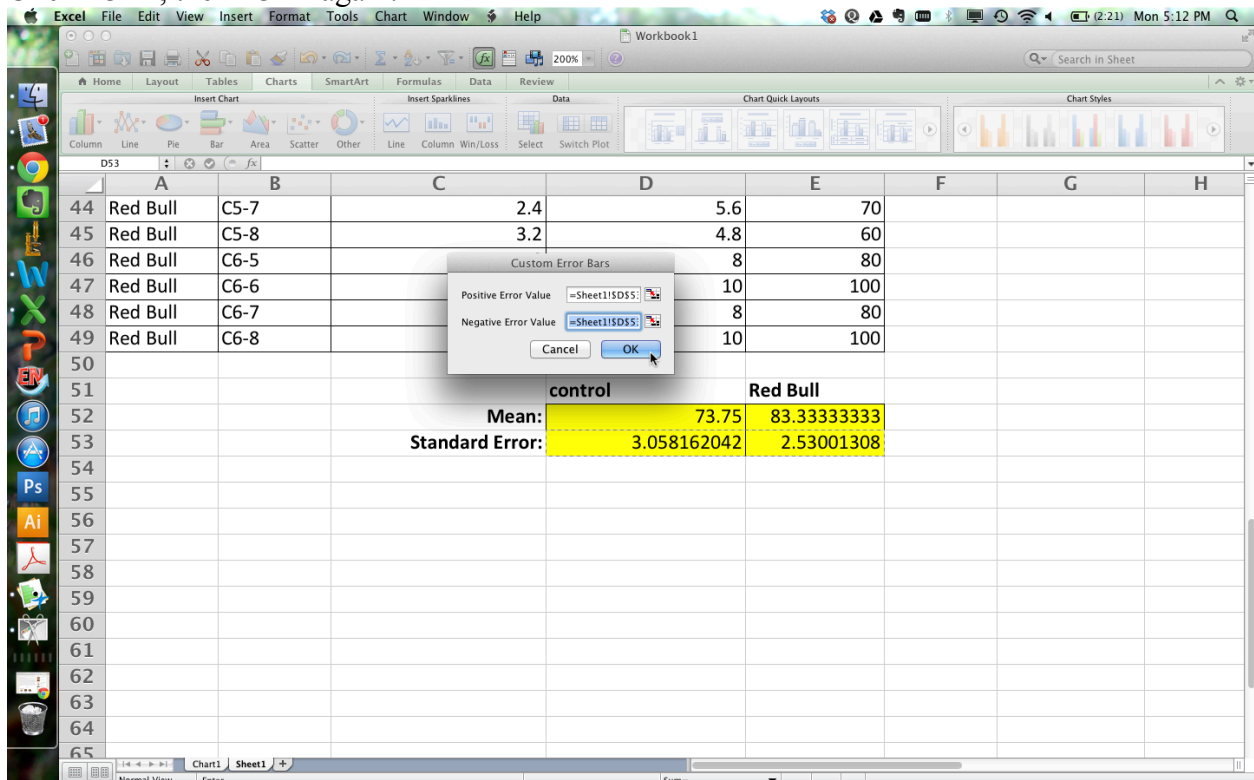 Excel File Edit View Insert Format Tools Chart Window Help (2:21) Mon 5:12 PM
Workbook1
200% Search in Sheet
Home Layout Tables Charts SmartArt Formulas Data Review
Insert Chart Insert Sparklines Data Chart Quick Layouts Chart Styles
Column Line Pie Bar Area Scatter Other Line Column Win/Loss Select Switch Plot
D53 fx
A B C D E F G H
44 Red Bull C5-7 2.4 5.6 70
45 Red Bull C5-8 3.2 4.8 60
46 Red Bull C6-5 8 80
47 Red Bull C6-6 10 100
48 Red Bull C6-7 8 80
49 Red Bull C6-8 10 100
Custom Error Bars
Positive Error Value =Sheet1!$D$5:
Negative Error Value =Sheet1!$D$5:
Cancel OK
50
51 control Red Bull
52 Mean: 73.75 83.33333333
53 Standard Error: 3.058162042 2.53001308
54
55
56
57
58
59
60
61
62
63
64
65
Chart1 Sheet1
Normal View Enter Sum=
Ps
Ai